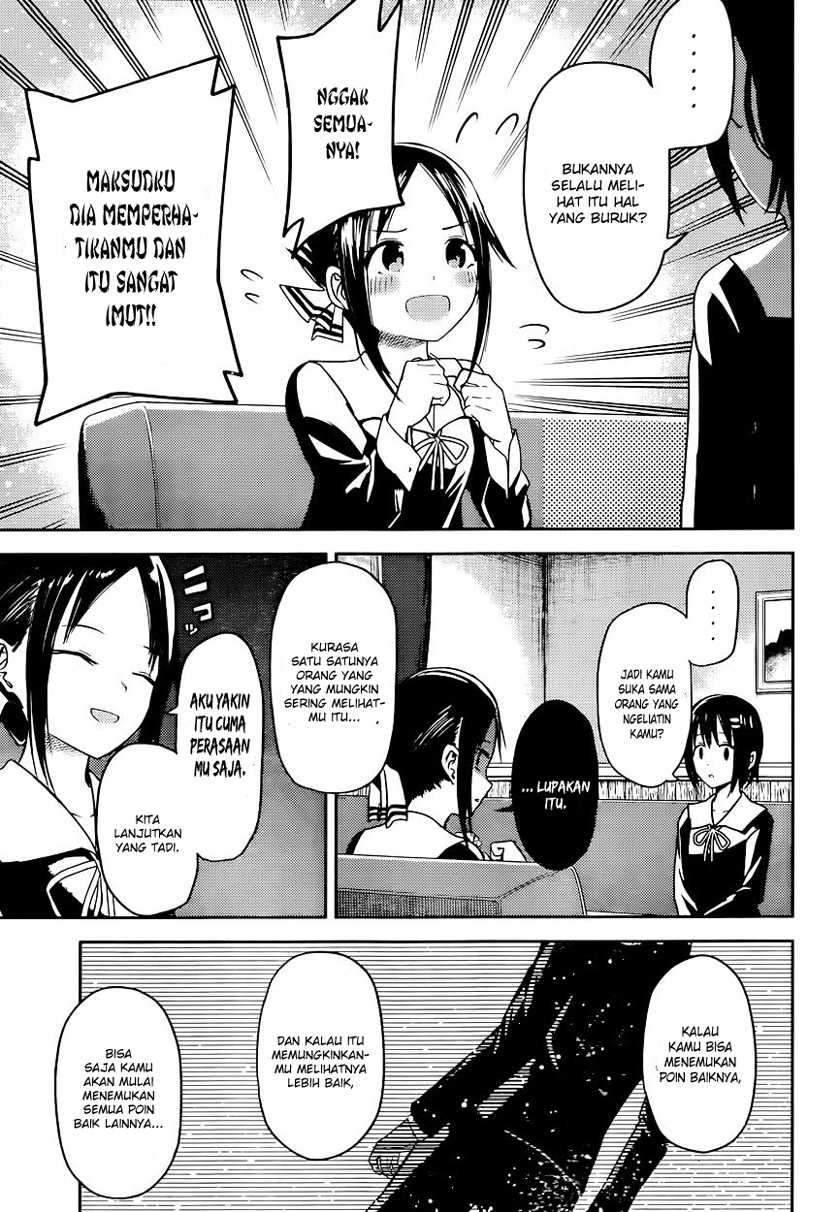 ......
BUKANNYA
SELALU MELI-
HAT ITU HAL
YANG BURUK?
NGGAK
SEMUA-
NYA!
MAKSUDKU
DIA MEMPERHA-
TIKANMU DAN
ITU SANGAT
IMUT!!
......
JADI KAMU
SUKA SAMA
ORANG YANG
NGELIATIN
KAMU?
... LUPAKAN
ITU.
KURASA
SATU SATUNYA
ORANG YANG
YANG MUNGKIN
SERING MELIHAT-
MU ITU...
AKU YAKIN
ITU CUMA
PERASAAN
MU SAJA.
ニコッ
KITA
LANJUTKAN
YANG TADI.
KALAU
KAMU BISA
MENEMUKAN
POIN BAIKNYA,
DAN KALAU ITU
MEMUNGKINKAN-
MU MELIHATNYA
LEBIH BAIK,
BISA
SAJA KAMU
AKAN MULAI
MENEMUKAN
SEMUA POIN
BAIK LAINNYA...